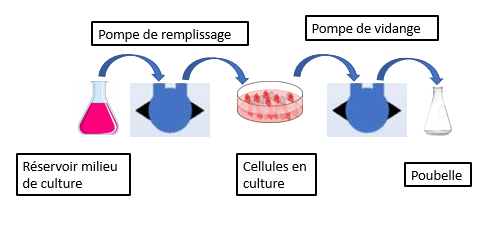 Pompe de remplissage
Pompe de vidange
Réservoir milieu
de culture
Cellules en
culture
Poubelle